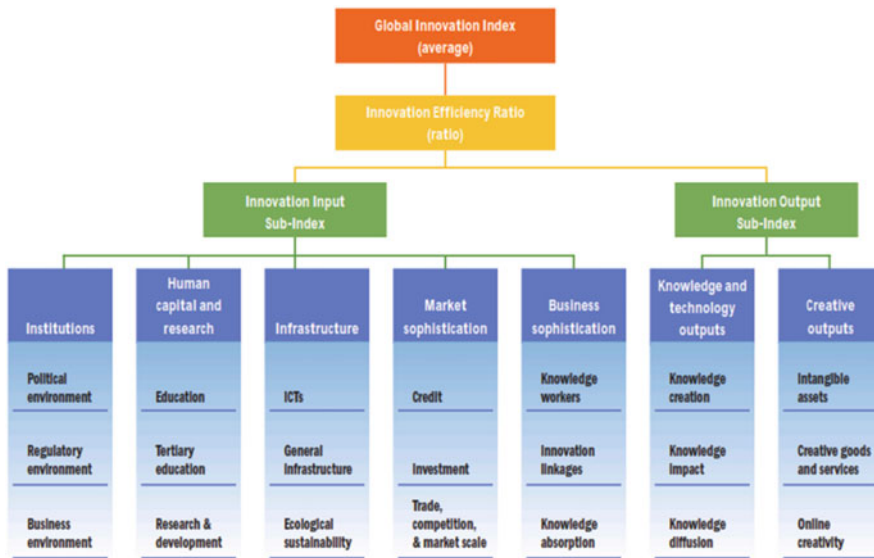 Global Innovation Index
(average)
Innovation Efficiency Ratio
(ratio)
Innovation Input
Sub-Index
Innovation Output
Sub-Index
Institutions
Human
capital and
research
Infrastructure
Market
sophistication
Business
sophistication
Knowledge and
technology
outputs
Creative
outputs
Political
environment
Education
ICTs
Credit
Knowledge
workers
Knowledge
creation
Intangible
assets
Regulatory
environment
Tertiary
education
General
Infrastructure
Investment
Innovation
linkages
Knowledge
impact
Creative goods
and services
Business
environment
Research &
development
Ecological
sustainability
Trade,
competition,
& market scale
Knowledge
absorption
Knowledge
diffusion
Online
creativity